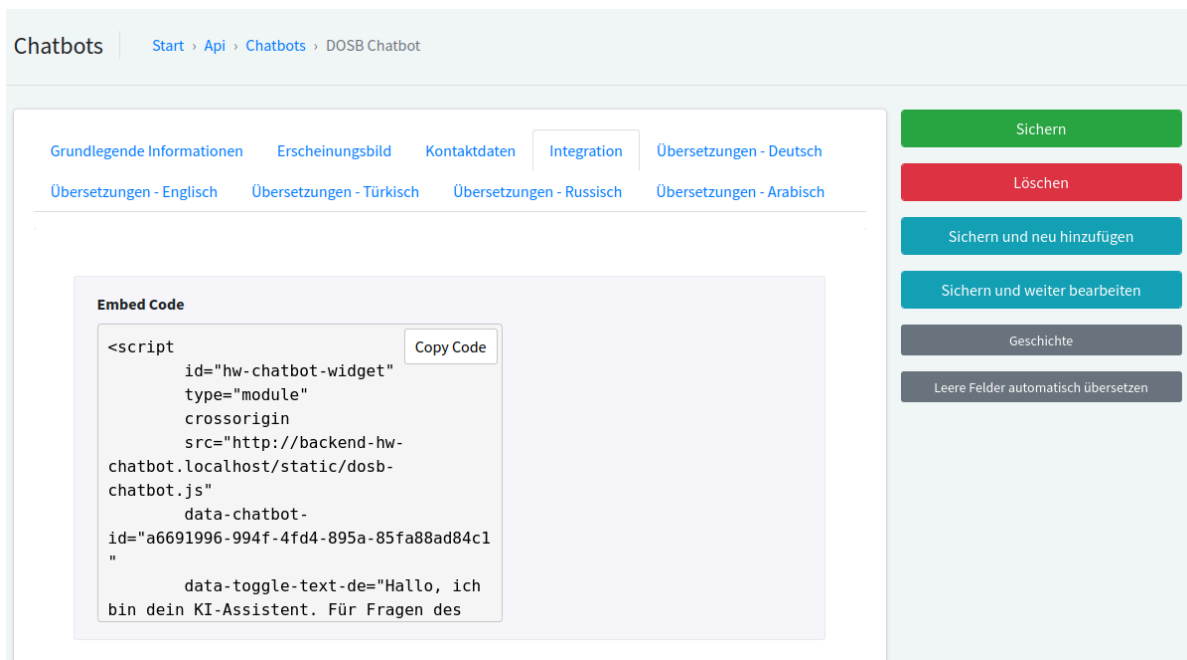 Chatbots
Start › Api › Chatbots › DOSB Chatbot
Grundlegende Informationen Erscheinungsbild Kontaktdaten Integration Übersetzungen - Deutsch
Übersetzungen - Englisch Übersetzungen - Türkisch Übersetzungen - Russisch Übersetzungen - Arabisch
Embed Code
Copy Code
<script
id="hw-chatbot-widget"
type="module"
crossorigin
src="http://backend-hw-
chatbot.localhost/static/dosb-
chatbot.js"
data-chatbot-
id="a6691996-994f-4fd4-895a-85fa88ad84c1
"
data-toggle-text-de="Hallo, ich
bin dein KI-Assistent. Für Fragen des
Sichern
Löschen
Sichern und neu hinzufügen
Sichern und weiter bearbeiten
Geschichte
Leere Felder automatisch übersetzen